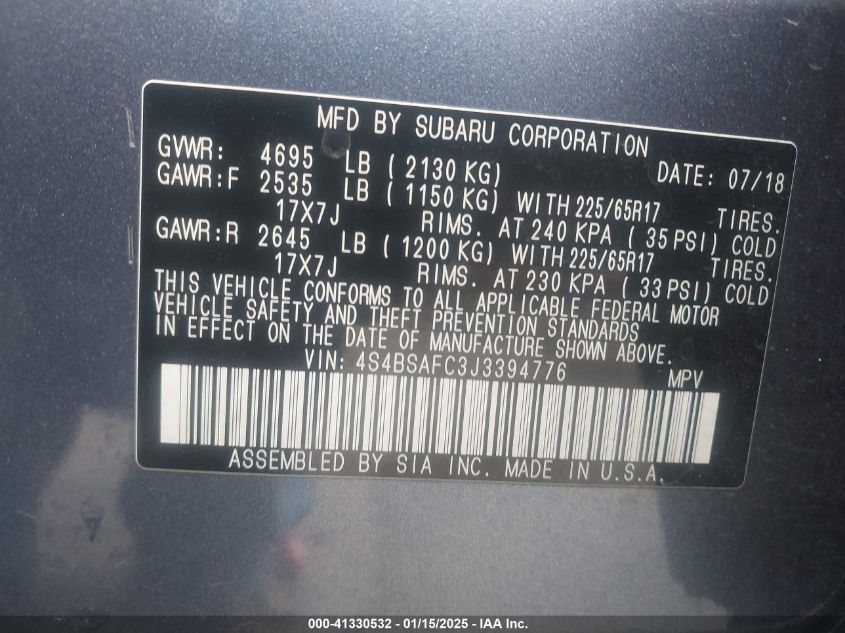 MFD BY SUBARU CORPORATION
GVWR: 4695 LB ( 2130 KG) DATE: 07/18
GAWR:F 2535 LB ( 1150 KG) WITH 225/65R17 TIRES.
17X7J RIMS. AT 240 KPA ( 35 PSI) COLD
GAWR:R 2645 LB ( 1200 KG) WITH 225/65R17 TIRES.
17X7J RIMS. AT 230 KPA ( 33 PSI) COLD
THIS VEHICLE CONFORMS TO ALL APPLICABLE FEDERAL MOTOR
VEHICLE SAFETY AND THEFT PREVENTION STANDARDS
IN EFFECT ON THE DATE OF MANUFACTURE SHOWN ABOVE.
VIN: 4S4BSAFC3J3394776 MPV
ASSEMBLED BY SIA INC. MADE IN U.S.A.
000-41330532 - 01/15/2025 - IAA Inc.